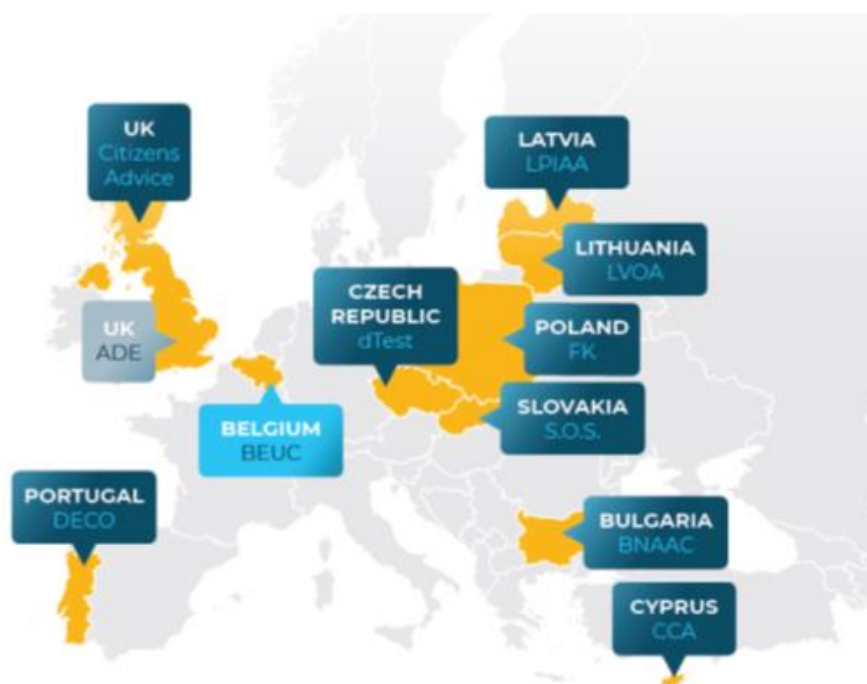 UK
Citizens
Advice
LATVIA
LPIAA
LITHUANIA
LVOA
CZECH
REPUBLIC
dTest
UK
ADE
POLAND
FK
SLOVAKIA
S.O.S.
BELGIUM
BEUC
PORTUGAL
DECO
BULGARIA
BNAAC
CYPRUS
CCA